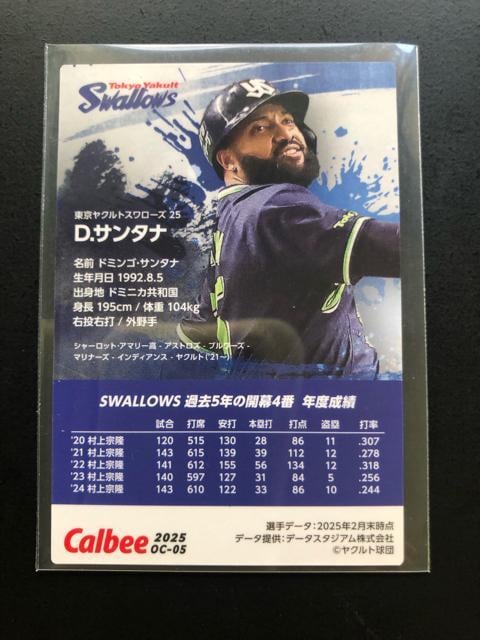 Tokyo Yakult
Swallows
東京ヤクルトスワローズ 25
D.サンタナ
名前 ドミンゴ・サンタナ
生年月日 1992.8.5
出身地 ドミニカ共和国
身長 195cm / 体重 104kg
右投右打 / 外野手
シャーロット・アマリー高 - アストロズ - ブルワーズ -
マリナーズ - インディアンス - ヤクルト('21〜)
SWALLOWS 過去5年の開幕4番 年度成績
試合 打席 安打 本塁打 打点 盗塁 打率
'20 村上宗隆 120 515 130 28 86 11 .307
'21 村上宗隆 143 615 139 39 112 12 .278
'22 村上宗隆 141 612 155 56 134 12 .318
'23 村上宗隆 140 597 127 31 84 5 .256
'24 村上宗隆 143 610 122 33 86 10 .244
Calbee 2025
OC-05
選手データ:2025年2月末時点
データ提供:データスタジアム株式会社
©ヤクルト球団